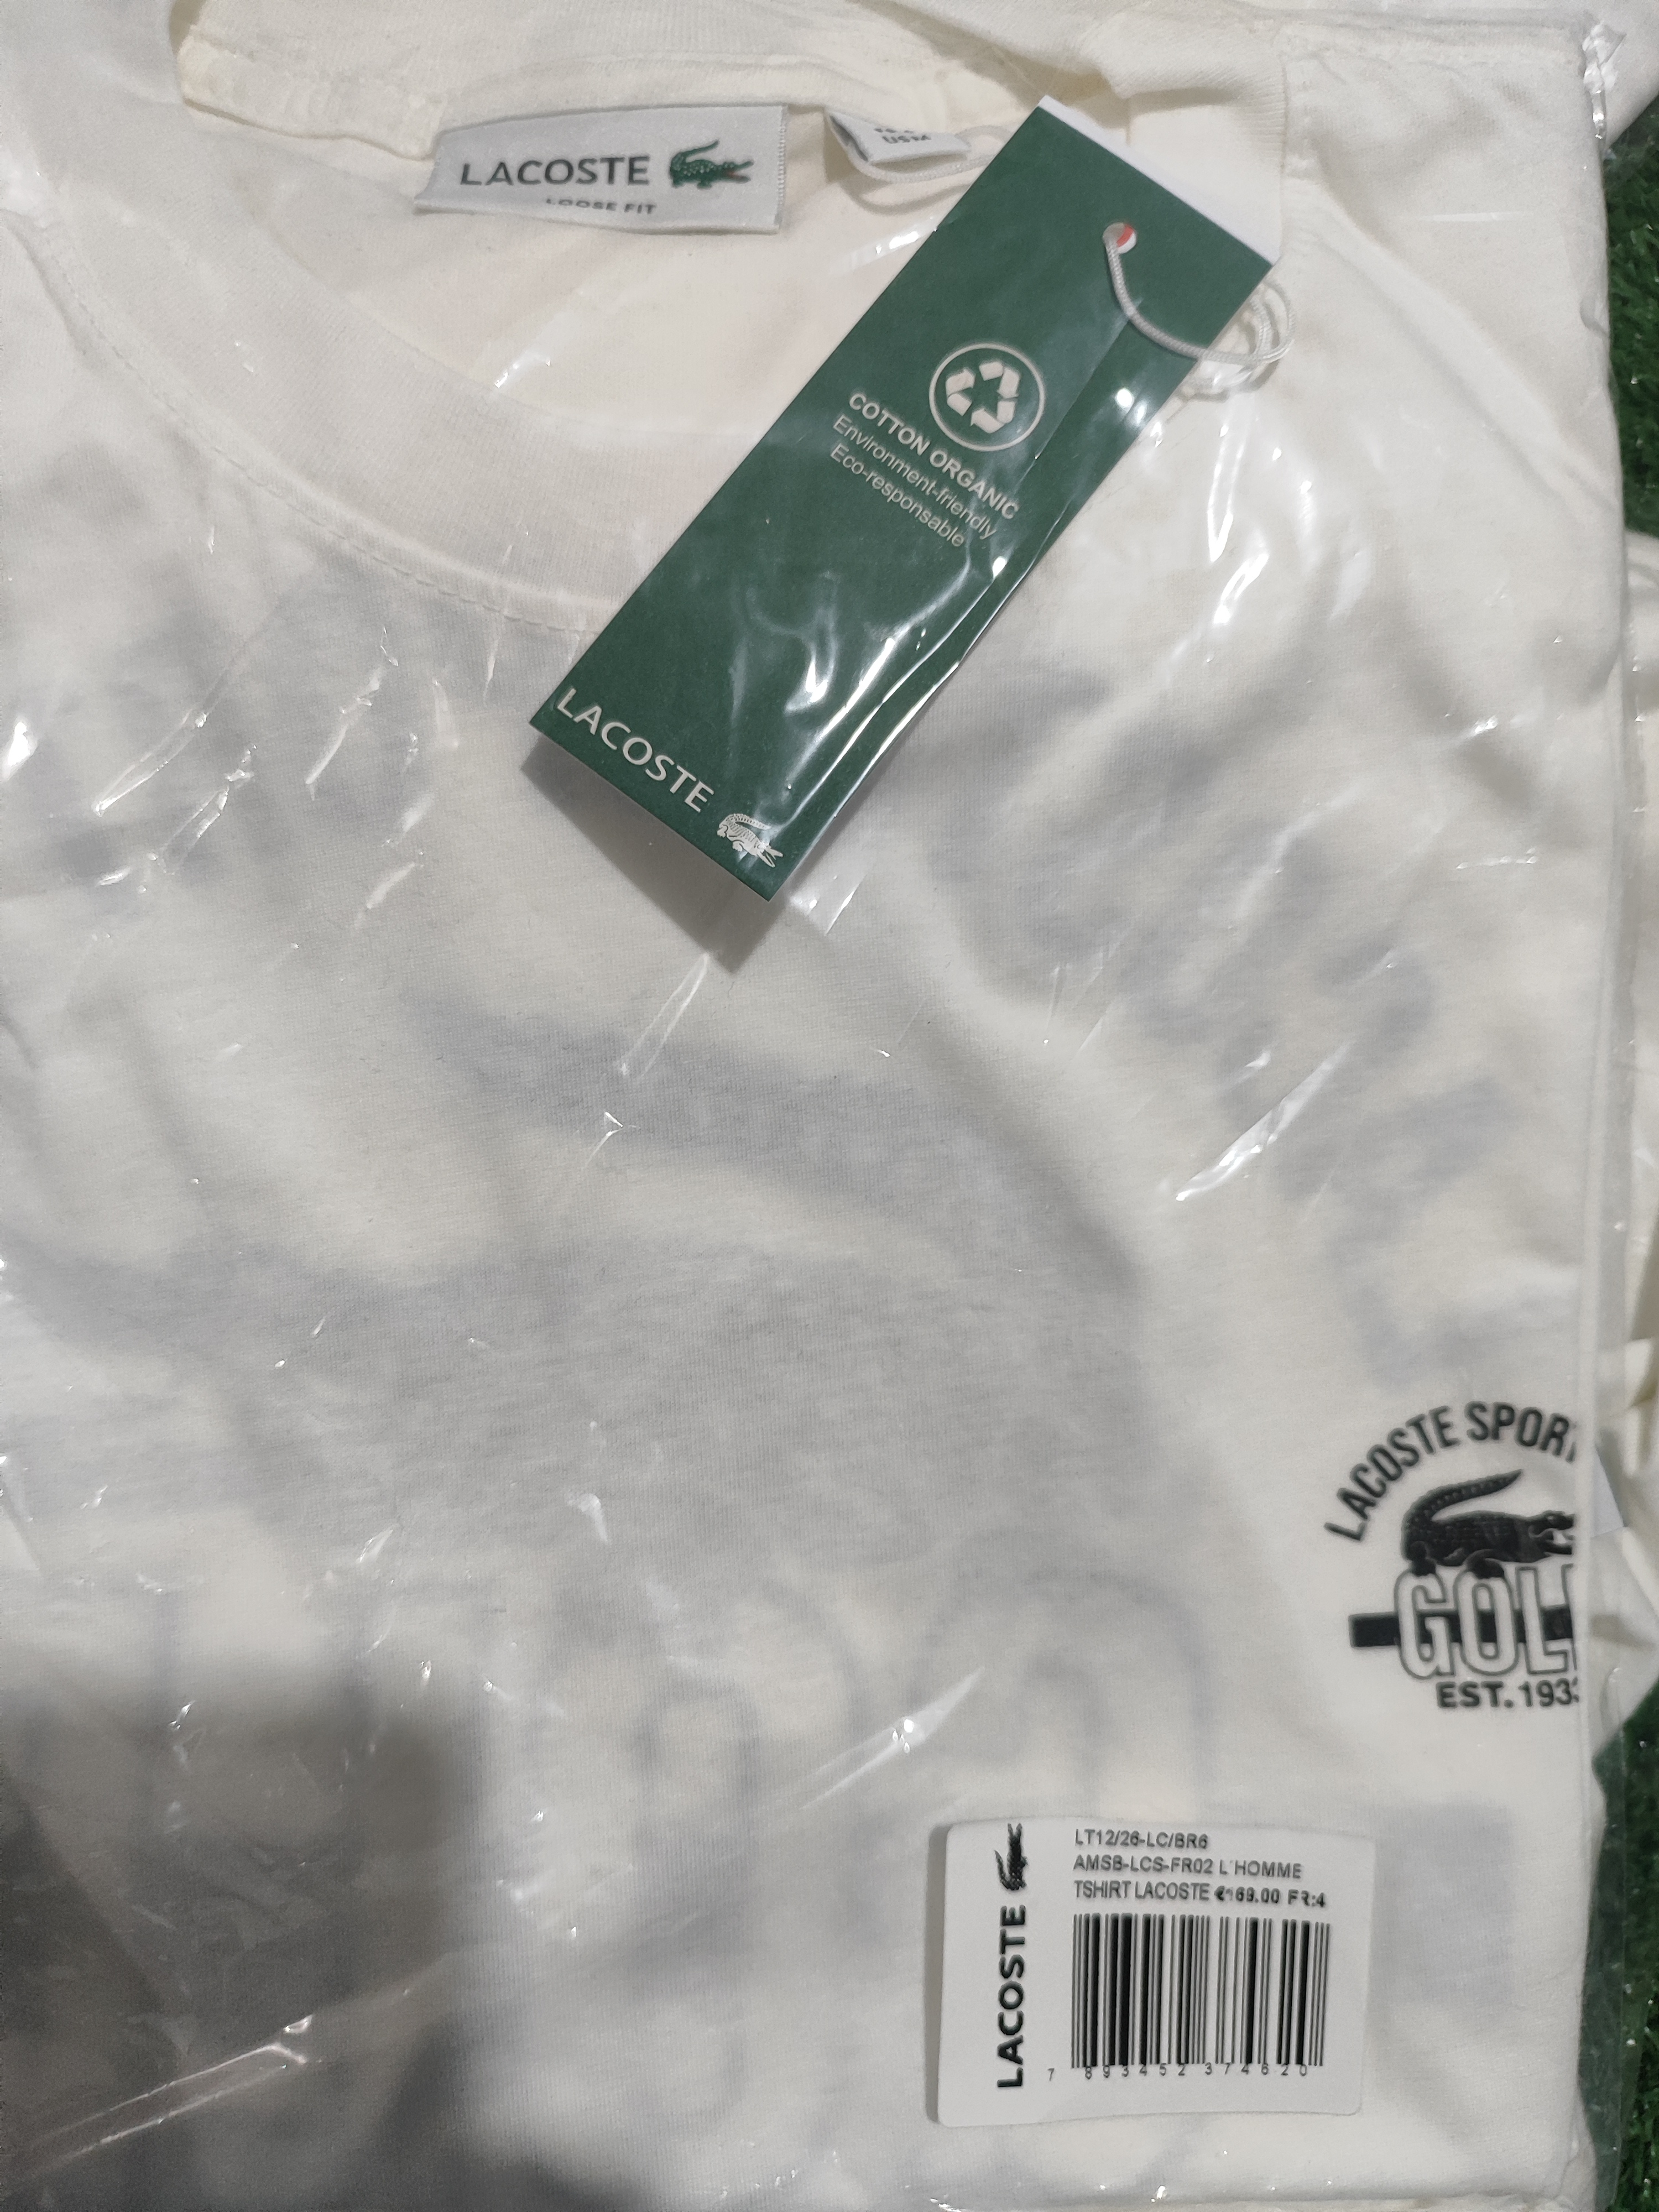 LACOSTE
LOOSE FIT
COTTON ORGANIC
Environment-friendly
Eco-responsable
LACOSTE
LACOSTE SPORT
GOL
EST. 193
LACOSTE
LT12/26-LC/BR6
AMSB-LCS-FR02 L'HOMME
TSHIRT LACOSTE €169.00 FR:4
7 893452 374620